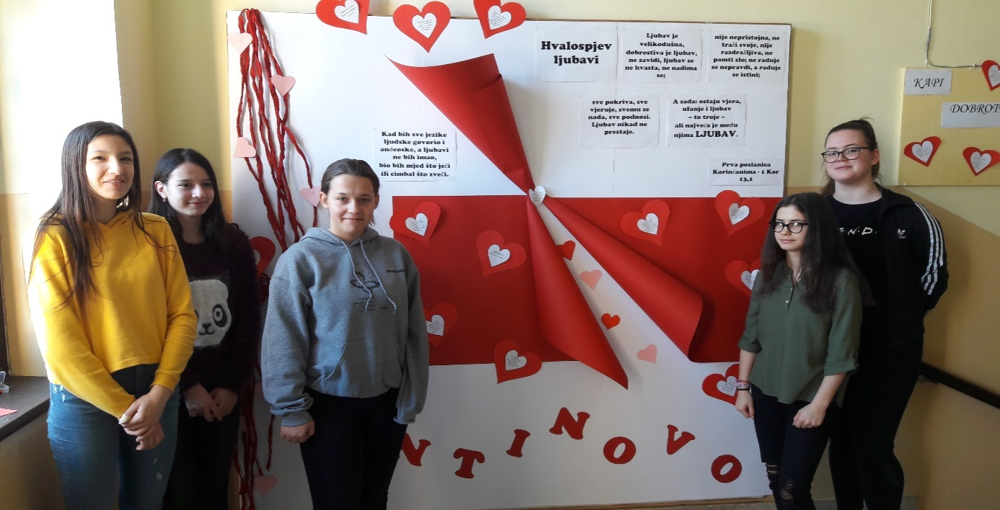 Hvalospjev
ljubavi
Ljubav je
velikodušna,
dobrostiva je ljubav,
ne zavidi, ljubav se
ne hvasta, ne nadima
se;
nije nepristojna, ne
traži svoje, nije
razdražljiva, ne
pamti zlo; ne raduje
se nepravdi, a raduje
se istini;
sve pokriva, sve
vjeruje, svemu se
nada, sve podnosi.
Ljubav nikad ne
prestaje.
A sada: ostaju vjera,
ufanje i ljubav
– to troje –
ali najveća je među
njima LJUBAV.
Kad bih sve jezike
ljudske govorio i
anđeoske, a ljubavi
ne bih imao,
bio bih mjed što ječi
ili cimbal što zveči.
Prva poslanica
Korinćanima - 1 Kor
13,1
KAPI
DOBROT
NTINOVO